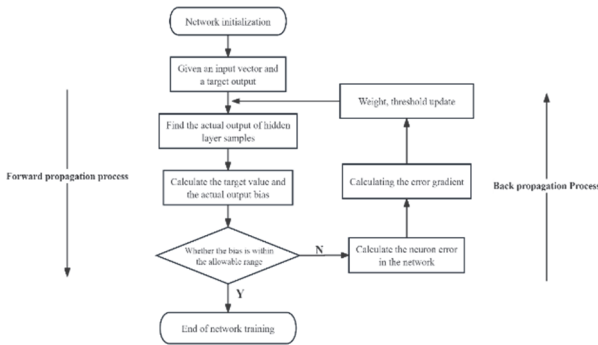 Network initialization
Given an input vector and
a target output
Weight, threshold update
Find the actual output of hidden
layer samples
Forward propagation process
Calculate the target value and
the actual output bias
Calculating the error gradient
Back propagation Process
Whether the bias is within
the allowable range
N
Calculate the neuron error
in the network
Y
End of network training